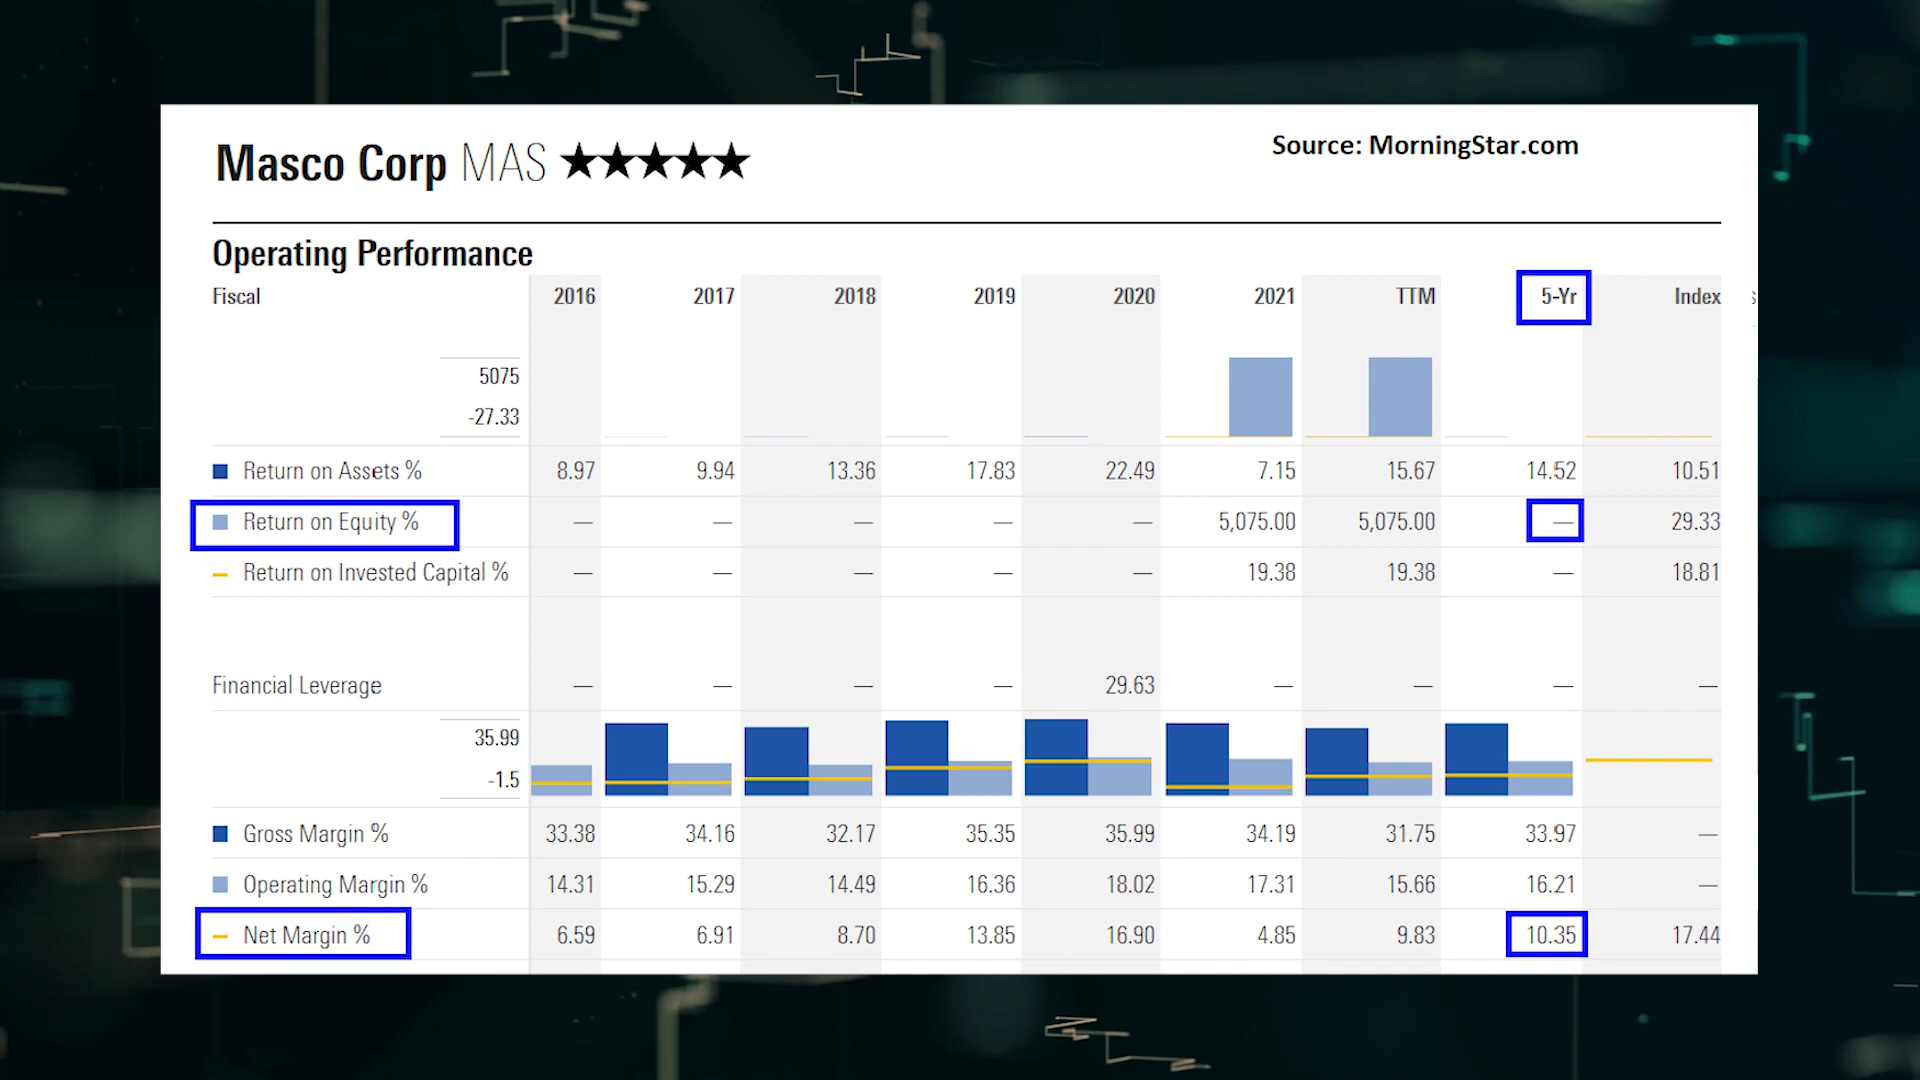 Masco Corp MAS ★★★★★
Source: MorningStar.com
Operating Performance
Fiscal 2016 2017 2018 2019 2020 2021 TTM 5-Yr Index
5075
-27.33
Return on Assets % 8.97 9.94 13.36 17.83 22.49 7.15 15.67 14.52 10.51
Return on Equity % — — — — — 5,075.00 5,075.00 — 29.33
Return on Invested Capital % — — — — — 19.38 19.38 — 18.81
Financial Leverage — — — — 29.63 — — — —
35.99
-1.5
Gross Margin % 33.38 34.16 32.17 35.35 35.99 34.19 31.75 33.97 —
Operating Margin % 14.31 15.29 14.49 16.36 18.02 17.31 15.66 16.21 —
Net Margin % 6.59 6.91 8.70 13.85 16.90 4.85 9.83 10.35 17.44